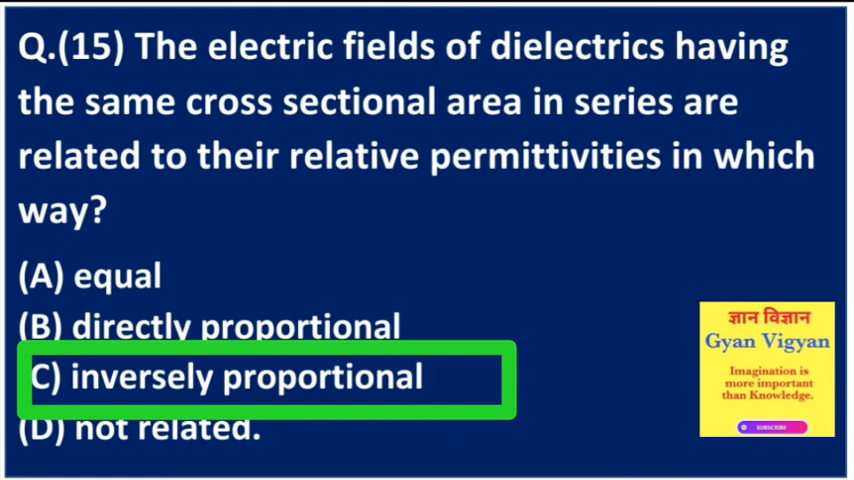 Q.(15) The electric fields of dielectrics having
the same cross sectional area in series are
related to their relative permittivities in which
way?
(A) equal
(B) directly proportional
C) inversely proportional
(D) not related.
ज्ञान विज्ञान
Gyan Vigyan
Imagination is
more important
than Knowledge.
SUBSCRIBE